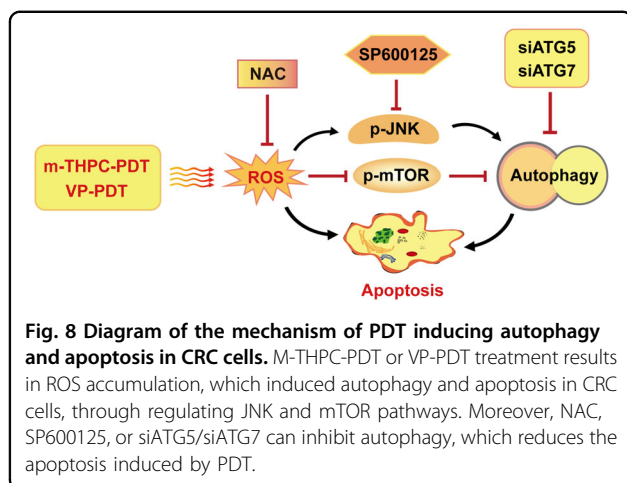 SP600125
siATG5
siATG7
NAC
p-JNK
m-THPC-PDT
VP-PDT
ROS
p-mTOR
Autophagy
Apoptosis
Fig. 8 Diagram of the mechanism of PDT inducing autophagy
and apoptosis in CRC cells. M-THPC-PDT or VP-PDT treatment results
in ROS accumulation, which induced autophagy and apoptosis in CRC
cells, through regulating JNK and mTOR pathways. Moreover, NAC,
SP600125, or siATG5/siATG7 can inhibit autophagy, which reduces the
apoptosis induced by PDT.